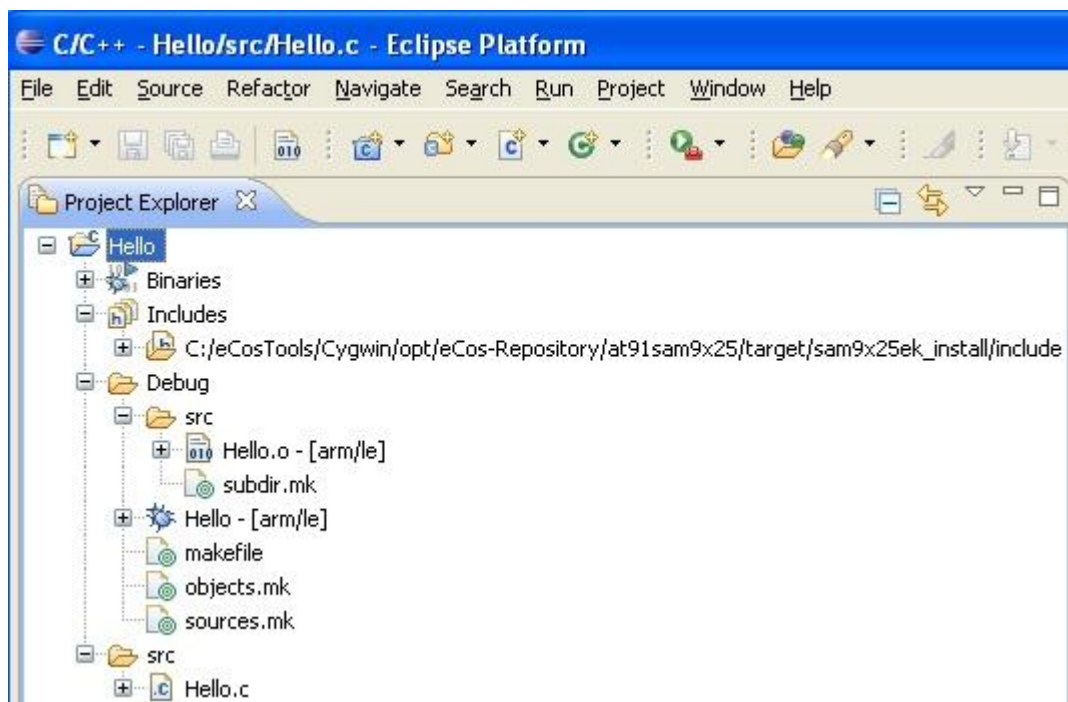 C/C++ - Hello/src/Hello.c - Eclipse Platform
File Edit Source Refactor Navigate Search Run Project Window Help
Project Explorer
Hello
Binaries
Includes
C:/eCosTools/Cygwin/opt/eCos-Repository/at91sam9x25/target/sam9x25ek_install/include
Debug
src
Hello.o - [arm/le]
subdir.mk
Hello - [arm/le]
makefile
objects.mk
sources.mk
src
Hello.c